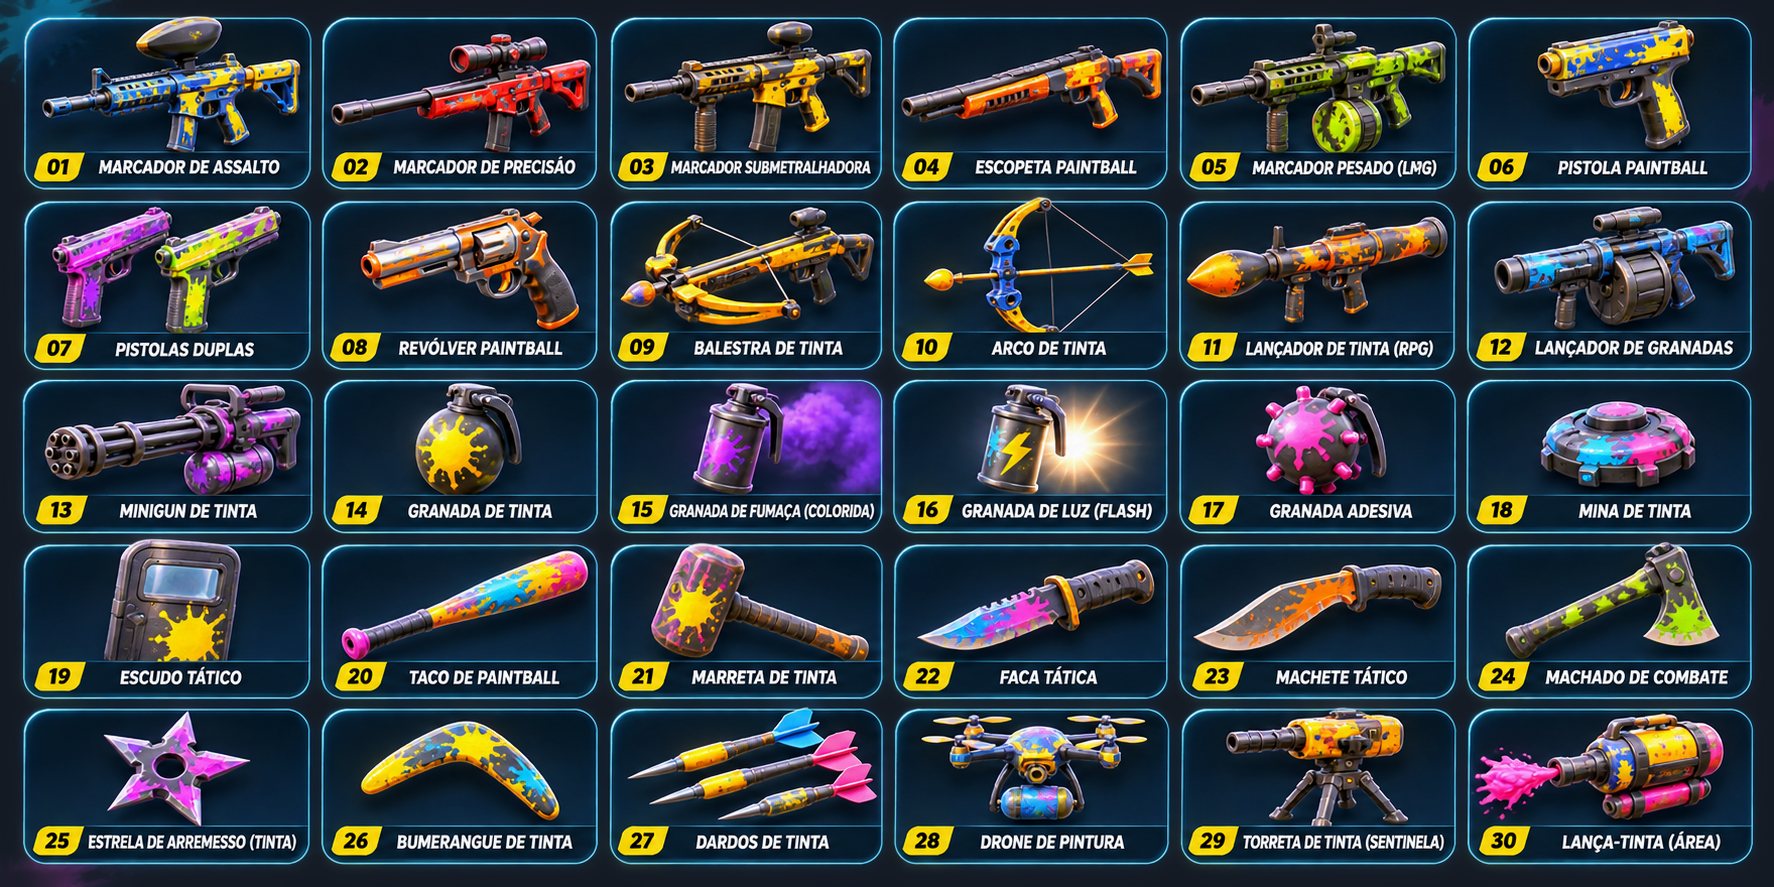 01 MARCADOR DE ASSALTO
02 MARCADOR DE PRECISÁO
03 MARCADOR SUBMETRALHADORA
04 ESCOPETA PAINTBALL
05 MARCADOR PESADO (LMG)
06 PISTOLA PAINTBALL
07 PISTOLAS DUPLAS
08 REVÓLVER PAINTBALL
09 BALESTRA DE TINTA
10 ARCO DE TINTA
11 LANÇADOR DE TINTA (RPG)
12 LANÇADOR DE GRANADAS
13 MINIGUN DE TINTA
14 GRANADA DE TINTA
15 GRANADA DE FUMAÇA (COLORIDA)
16 GRANADA DE LUZ (FLASH)
17 GRANADA ADESIVA
18 MINA DE TINTA
19 ESCUDO TÁTICO
20 TACO DE PAINTBALL
21 MARRETA DE TINTA
22 FACA TÁTICA
23 MACHETE TÁTICO
24 MACHADO DE COMBATE
25 ESTRELA DE ARREMESSO (TINTA)
26 BUMERANGUE DE TINTA
27 DARDOS DE TINTA
28 DRONE DE PINTURA
29 TORRETA DE TINTA (SENTINELA)
30 LANÇA-TINTA (ÁREA)